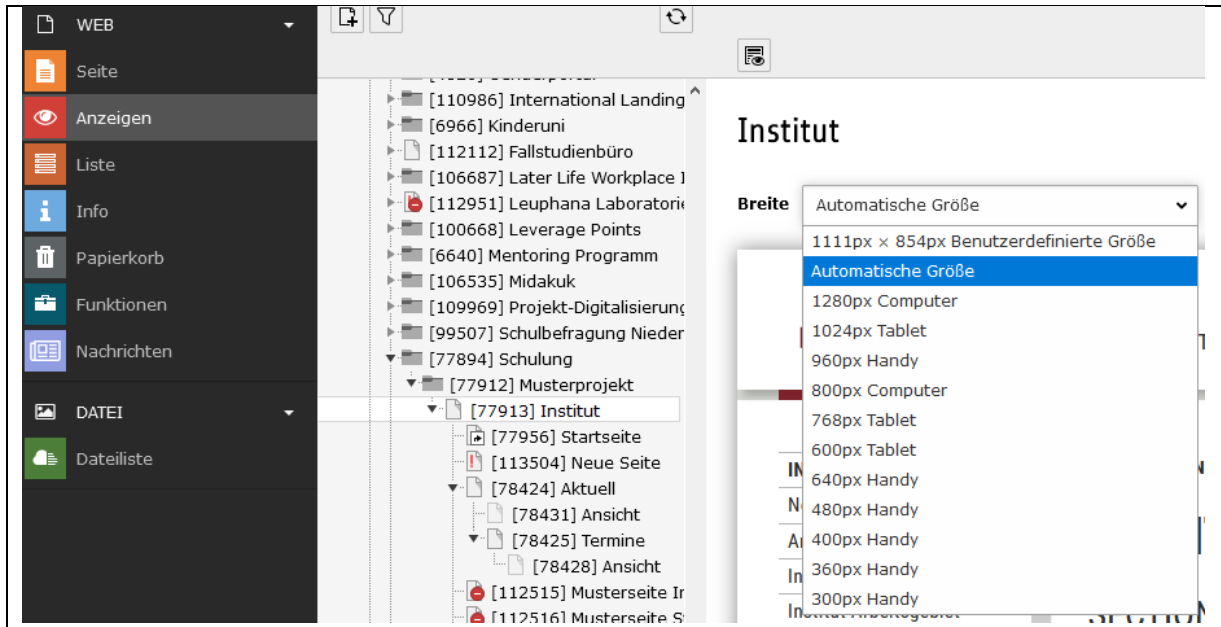 WEB
Seite
Anzeigen
Liste
Info
Papierkorb
Funktionen
Nachrichten
DATEI
Dateiliste
[110986] International Landing
[6966] Kinderuni
[112112] Fallstudienbüro
[106687] Later Life Workplace I
[112951] Leuphana Laboratorie
[100668] Leverage Points
[6640] Mentoring Programm
[106535] Midakuk
[109969] Projekt-Digitalisierung
[99507] Schulbefragung Nieder
[77894] Schulung
[77912] Musterprojekt
[77913] Institut
[77956] Startseite
[113504] Neue Seite
[78424] Aktuell
[78431] Ansicht
[78425] Termine
[78428] Ansicht
[112515] Musterseite Ir
[112516] Musterseite S
Institut
Breite Automatische Größe
1111px × 854px Benutzerdefinierte Größe
Automatische Größe
1280px Computer
1024px Tablet
960px Handy
800px Computer
768px Tablet
600px Tablet
640px Handy
480px Handy
400px Handy
360px Handy
300px Handy